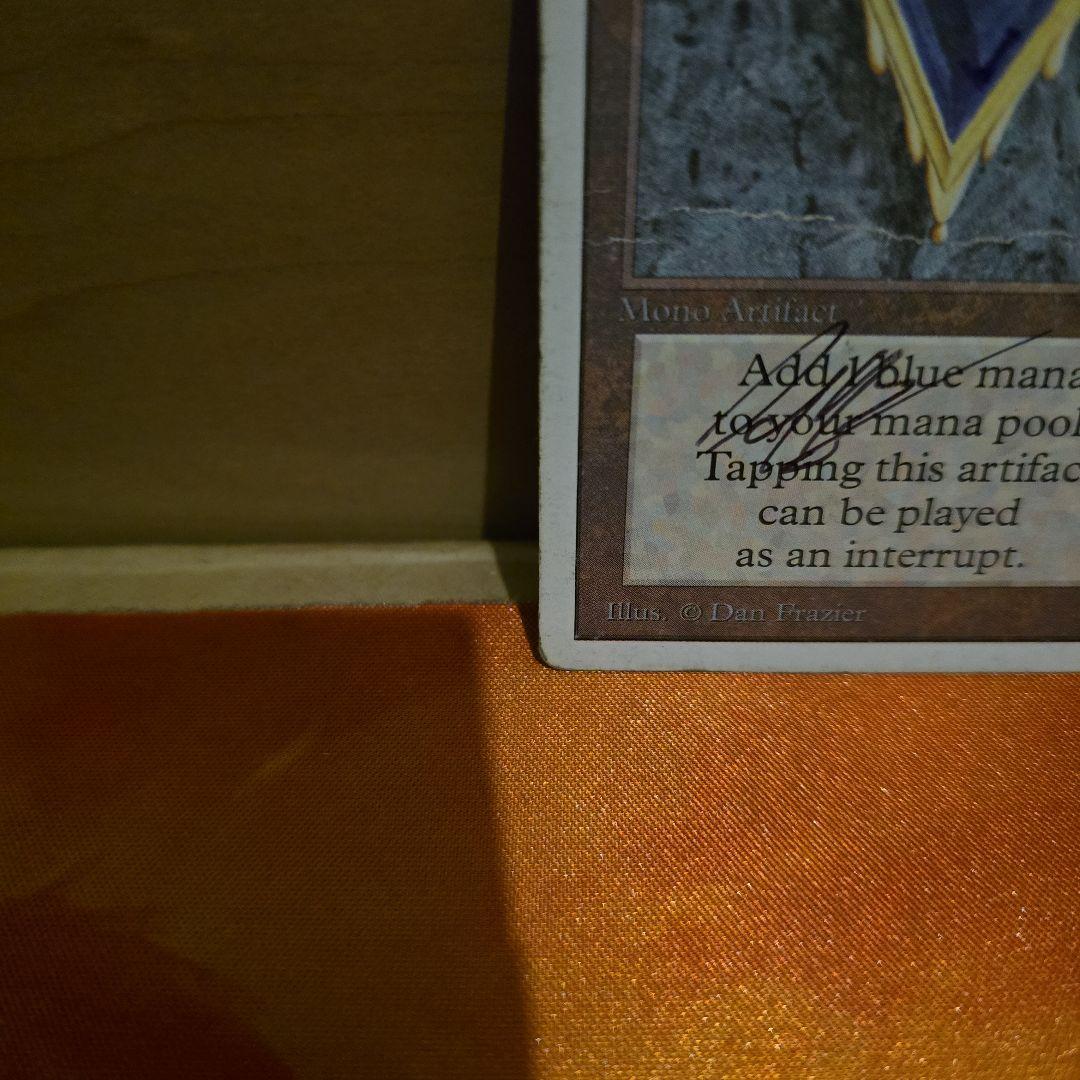 Mono Artifact
Add 1 blue mana
to your mana pool
Tapping this artifac
can be played
as an interrupt.
Illus. © Dan Frazier